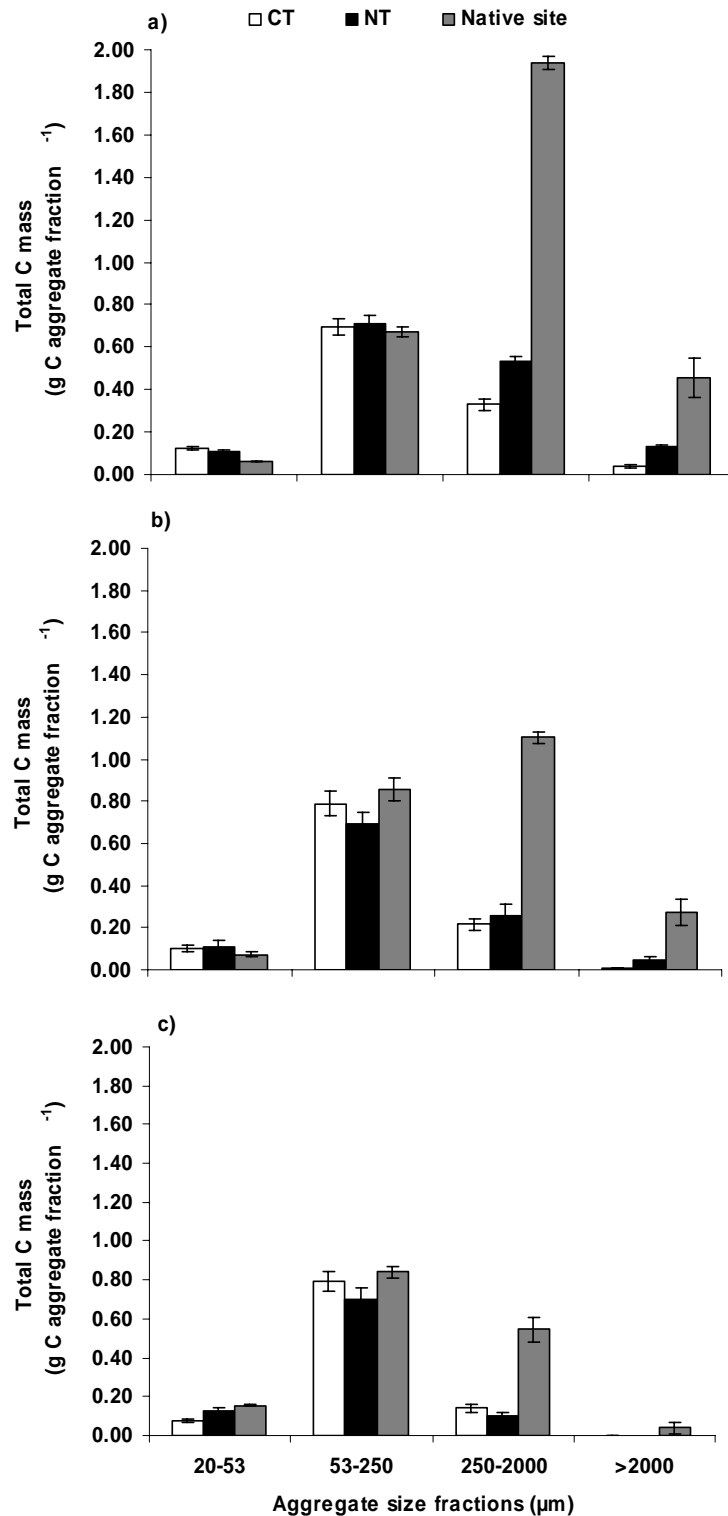 CT NT Native site
a)
2.00
1.80
1.60
1.40
1.20
1.00
0.80
0.60
0.40
0.20
0.00
Total C mass
(g C aggregate fraction -1)
b)
2.00
1.80
1.60
1.40
1.20
1.00
0.80
0.60
0.40
0.20
0.00
Total C mass
(g C aggregate fraction -1)
c)
2.00
1.80
1.60
1.40
1.20
1.00
0.80
0.60
0.40
0.20
0.00
Total C mass
(g C aggregate fraction -1)
20-53 53-250 250-2000 >2000
Aggregate size fractions (µm)